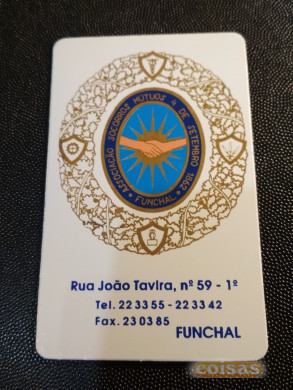 ASSOCIAÇÃO SOCORROS MÚTUOS 4 DE SETEMBRO 1862
* FUNCHAL *
Rua João Tavira, nº 59 - 1º
Tel. 22 33 55 - 22 33 42
Fax. 23 03 85
FUNCHAL
coisas